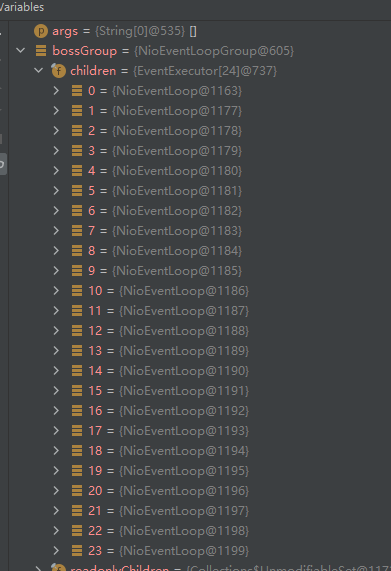 Variables
p args = {String[0]@535} []
bossGroup = {NioEventLoopGroup@605}
f children = {EventExecutor[24]@737}
0 = {NioEventLoop@1163}
1 = {NioEventLoop@1177}
2 = {NioEventLoop@1178}
3 = {NioEventLoop@1179}
4 = {NioEventLoop@1180}
5 = {NioEventLoop@1181}
6 = {NioEventLoop@1182}
7 = {NioEventLoop@1183}
8 = {NioEventLoop@1184}
9 = {NioEventLoop@1185}
10 = {NioEventLoop@1186}
11 = {NioEventLoop@1187}
12 = {NioEventLoop@1188}
13 = {NioEventLoop@1189}
14 = {NioEventLoop@1190}
15 = {NioEventLoop@1191}
16 = {NioEventLoop@1192}
17 = {NioEventLoop@1193}
18 = {NioEventLoop@1194}
19 = {NioEventLoop@1195}
20 = {NioEventLoop@1196}
21 = {NioEventLoop@1197}
22 = {NioEventLoop@1198}
23 = {NioEventLoop@1199}
f readonlyChildren = {Collections$UnmodifiableSet@117